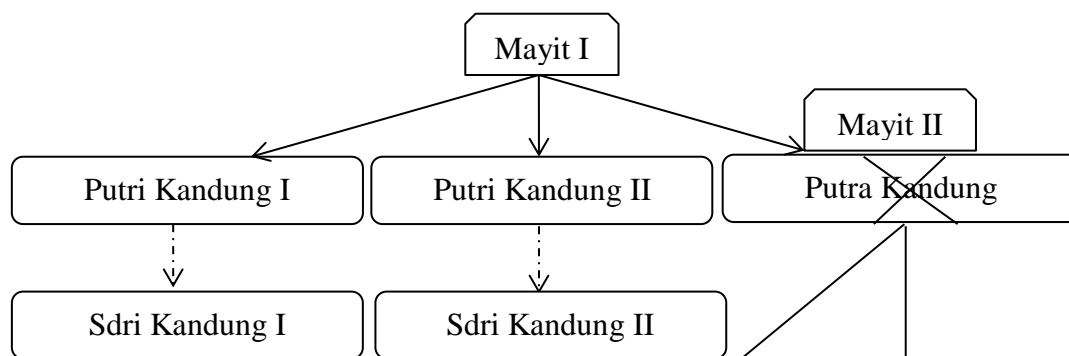 Mayit I
Mayit II
Putri Kandung I
Putri Kandung II
Putra Kandung
Sdri Kandung I
Sdri Kandung II